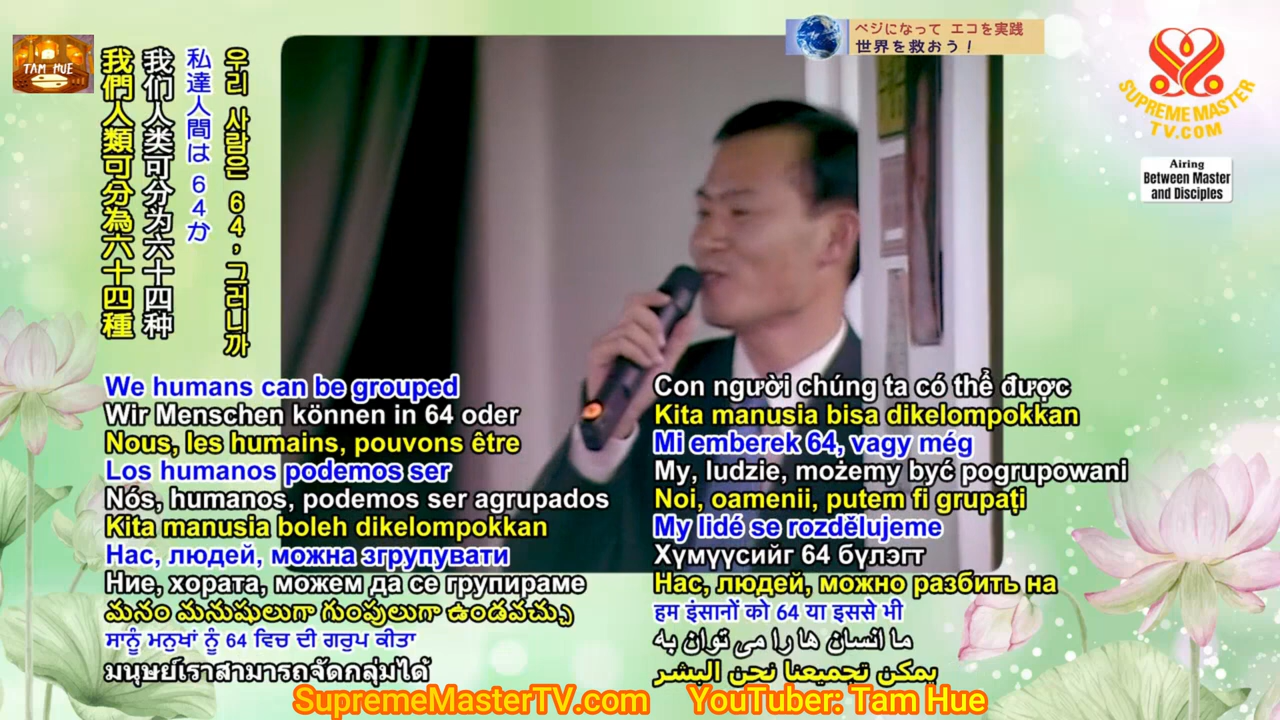 TAM HUE
ベジになって エコを実践
世界を救おう！
SUPREME MASTER
TV.COM
Airing
Between Master
and Disciples
우리 사람은 64, 그러니까
私達人間は 64か
我们人类可分为六十四种
我們人類可分為六十四種
We humans can be grouped
Wir Menschen können in 64 oder
Nous, les humains, pouvons être
Los humanos podemos ser
Nós, humanos, podemos ser agrupados
Kita manusia boleh dikelompokkan
Нас, людей, можна згрупувати
Ние, хората, можем да се групираме
మనం మనుషులుగా గుంపులుగా ఉండవచ్చు
ਸਾਨੂੰ ਮਨੁਖਾਂ ਨੂੰ 64 ਵਿਚ ਦੀ ਗਰੁਪ ਕੀਤਾ
มนุษย์เราสามารถจัดกลุ่มได้
Con người chúng ta có thể được
Kita manusia bisa dikelompokkan
Mi emberek 64, vagy még
My, ludzie, możemy być pogrupowani
Noi, oamenii, putem fi grupați
My lidé se rozdělujeme
Хүмүүсийг 64 бүлэгт
Нас, людей, можно разбить на
हम इंसानों को 64 या इससे भी
ما انسان ها را می توان به
يمكن تجميعنا نحن البشر
SupremeMasterTV.com YouTuber: Tam Hue